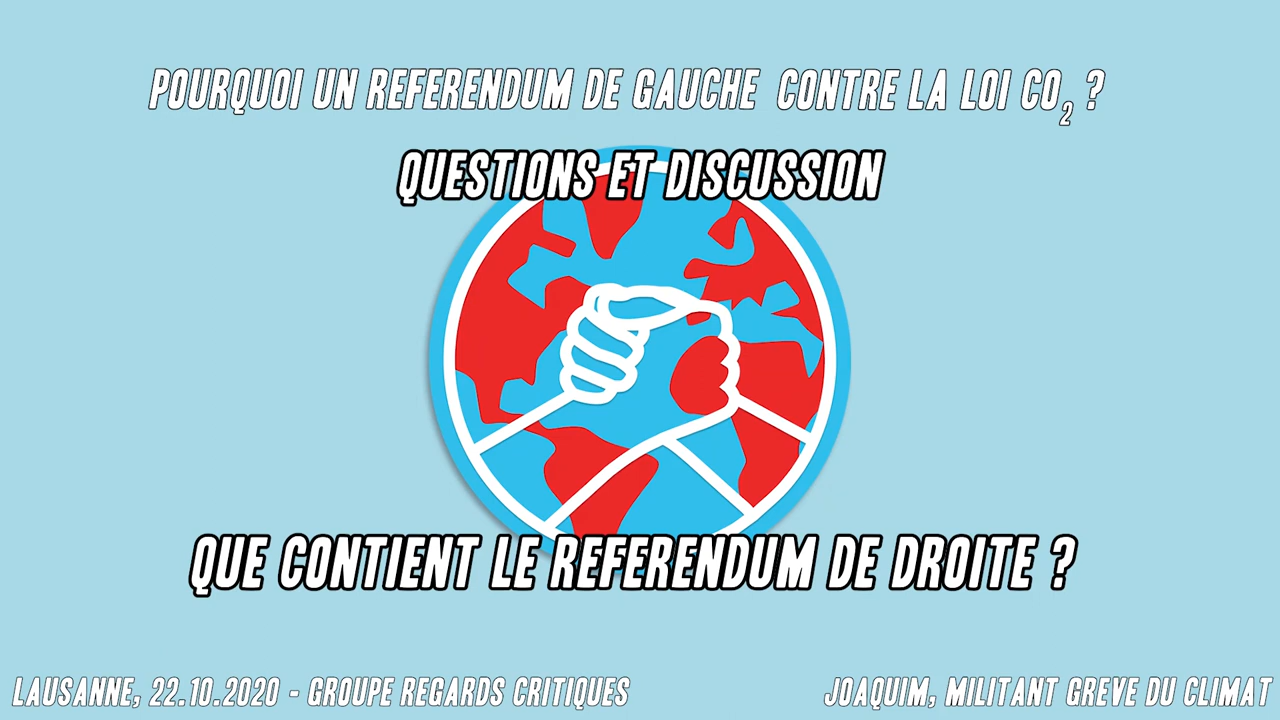 POURQUOI UN REFERENDUM DE GAUCHE CONTRE LA LOI CO₂ ?
QUESTIONS ET DISCUSSION
QUE CONTIENT LE REFERENDUM DE DROITE ?
LAUSANNE, 22.10.2020 - GROUPE REGARDS CRITIQUES
JOAQUIM, MILITANT GREVE DU CLIMAT